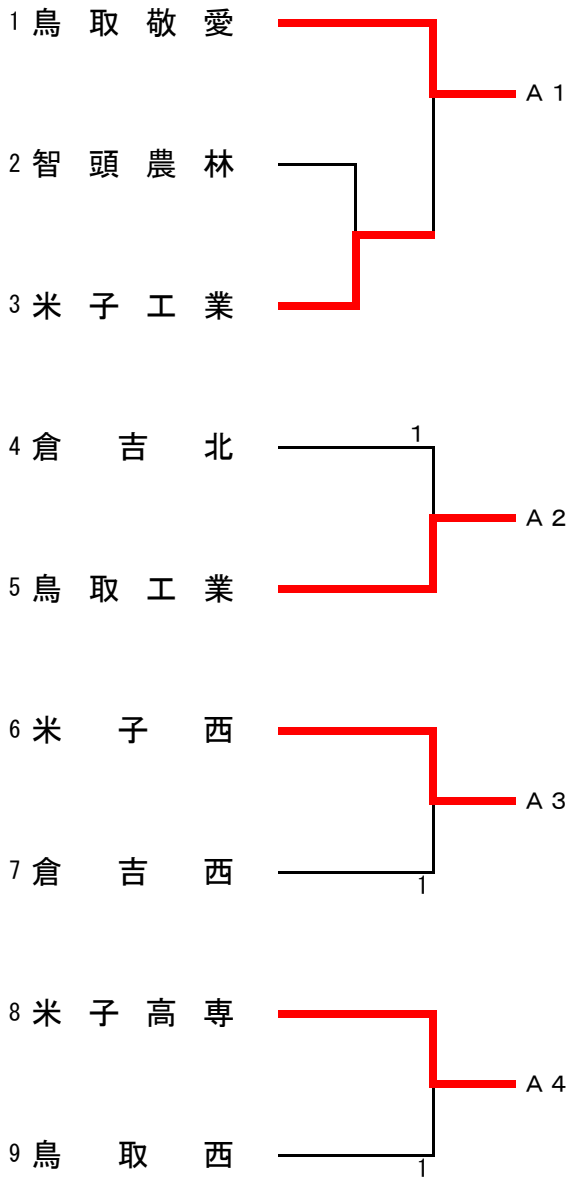 1 鳥取敬愛
A 1
2 智頭農林
3 米子工業
4 倉吉北
1
A 2
5 鳥取工業
6 米子西
A 3
7 倉吉西
1
8 米子高専
A 4
9 鳥取西
1